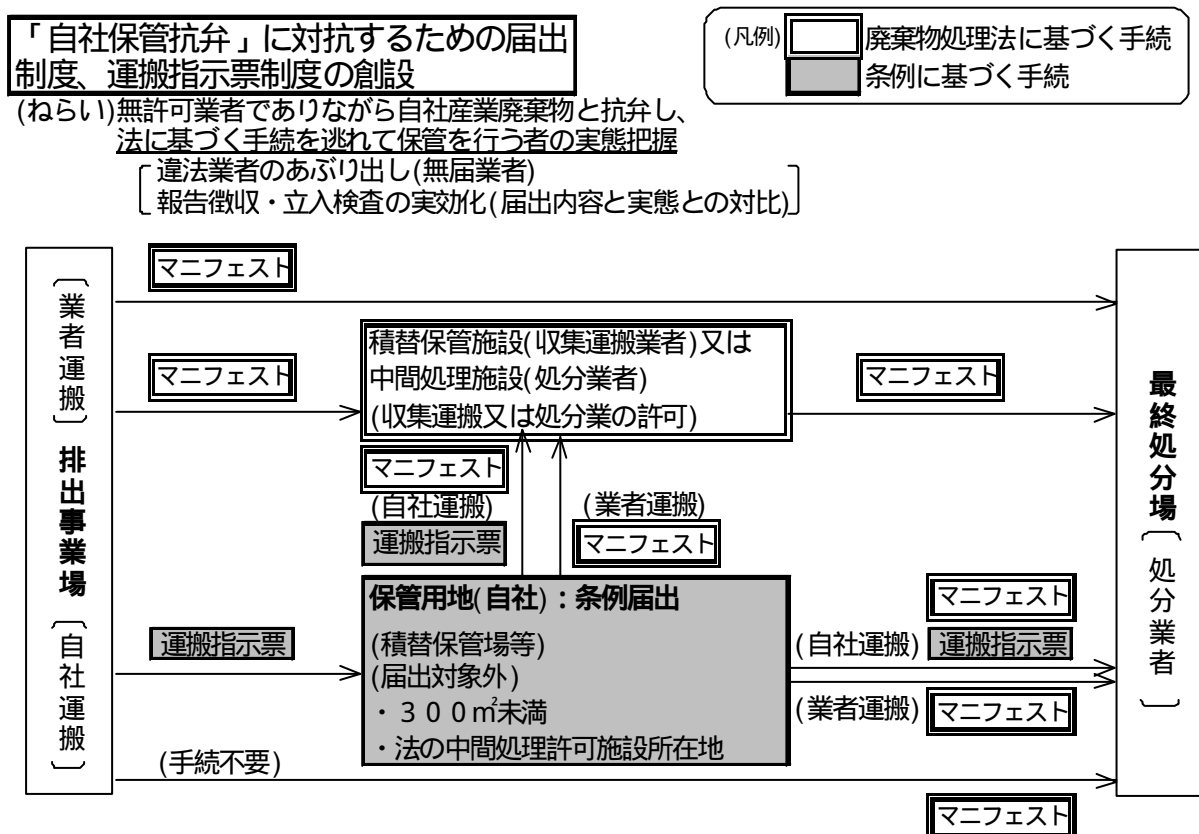 「自社保管抗弁」に対抗するための届出
制度、運搬指示票制度の創設
(凡例) 廃棄物処理法に基づく手続
条例に基づく手続
(ねらい)無許可業者でありながら自社産業廃棄物と抗弁し、
法に基づく手続を逃れて保管を行う者の実態把握
違法業者のあぶり出し(無届業者)
報告徴収・立入検査の実効化(届出内容と実態との対比)
〔業者運搬〕排出事業場〔自社運搬〕
マニフェスト
マニフェスト
積替保管施設(収集運搬業者)又は
中間処理施設(処分業者)
(収集運搬又は処分業の許可)
マニフェスト
マニフェスト
(自社運搬)
運搬指示票
(業者運搬)
マニフェスト
運搬指示票
保管用地(自社):条例届出
(積替保管場等)
(届出対象外)
・300㎡未満
・法の中間処理許可施設所在地
マニフェスト
(自社運搬) 運搬指示票
(業者運搬) マニフェスト
(手続不要)
マニフェスト
最終処分場〔処分業者〕